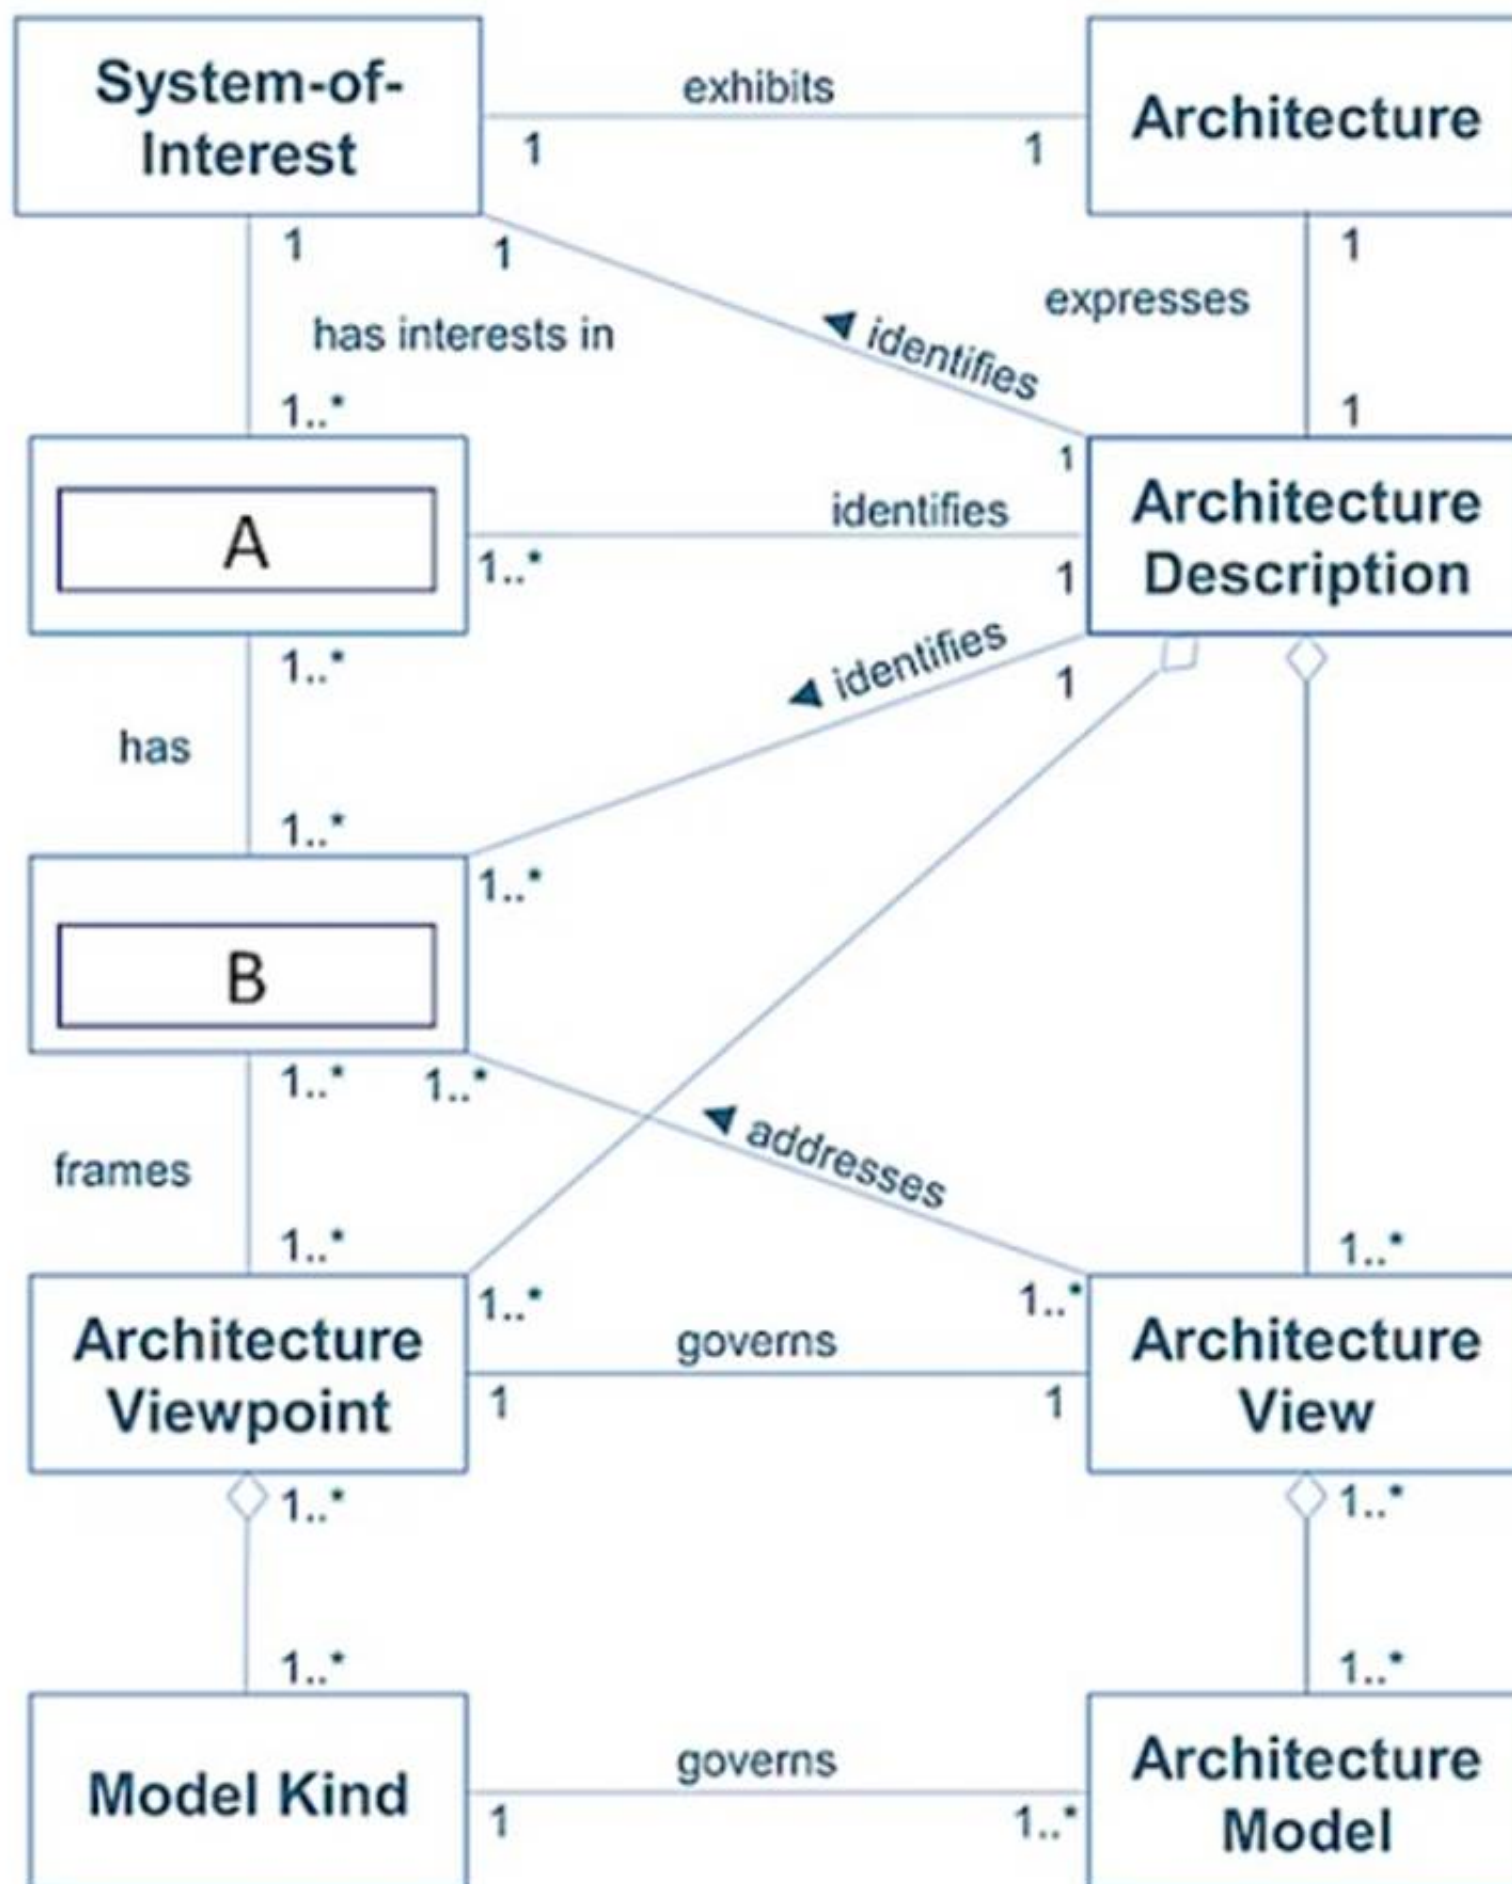 System-of-
Interest
exhibits
1
1
Architecture
1
1
1
has interests in
identifies
expresses
1..*
1
1
A
identifies
1..*
1
Architecture
Description
1..*
identifies
1
has
1..*
1..*
B
1..*
1..*
addresses
frames
1..*
1..*
1..*
1..*
Architecture
Viewpoint
governs
1
1
Architecture
View
1..*
1..*
1..*
1..*
Model Kind
governs
1
1..*
Architecture
Model